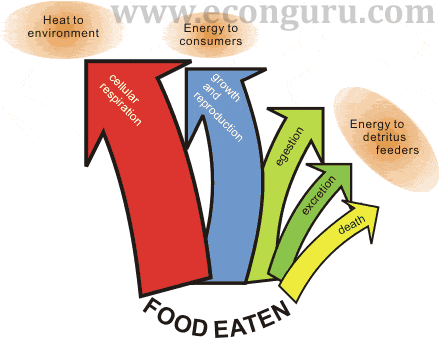 www.econguru.com
Heat to
environment
Energy to
consumers
Energy to
detritus
feeders
cellular
respiration
growth
and
reproduction
egestion
excretion
death
FOOD EATEN